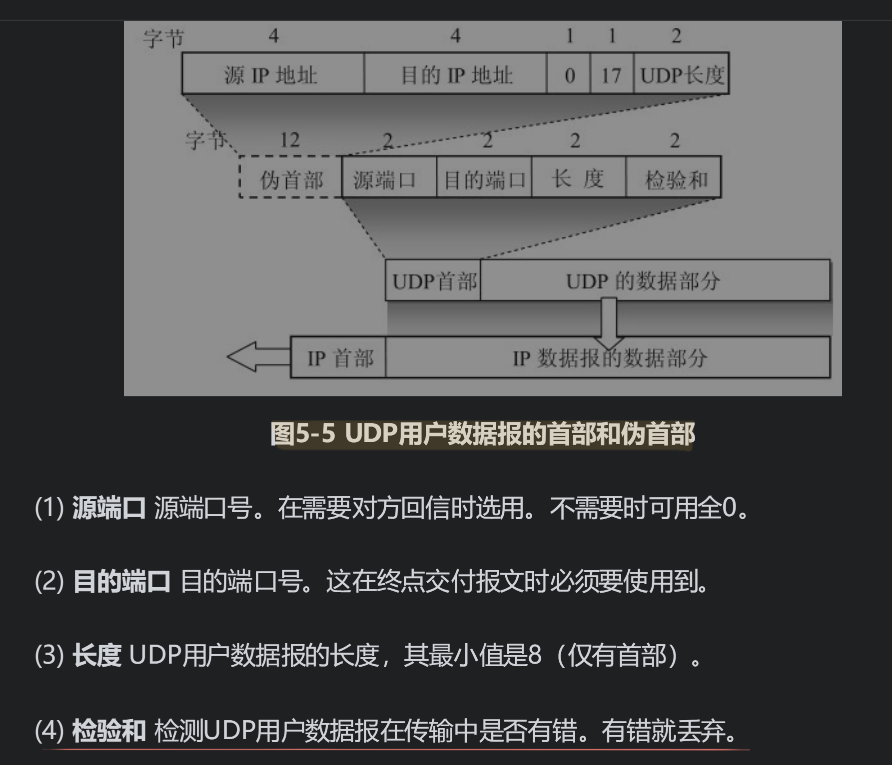 字节 4 4 1 1 2
源 IP 地址 目的 IP 地址 0 17 UDP长度
字节 12 2 2 2 2
伪首部 源端口 目的端口 长 度 检验和
UDP首部 UDP 的数据部分
IP 首部 IP 数据报的数据部分
图5-5 UDP用户数据报的首部和伪首部
(1) 源端口 源端口号。在需要对方回信时选用。不需要时可用全0。
(2) 目的端口 目的端口号。这在终点交付报文时必须要使用到。
(3) 长度 UDP用户数据报的长度，其最小值是8（仅有首部）。
(4) 检验和 检测UDP用户数据报在传输中是否有错。有错就丢弃。